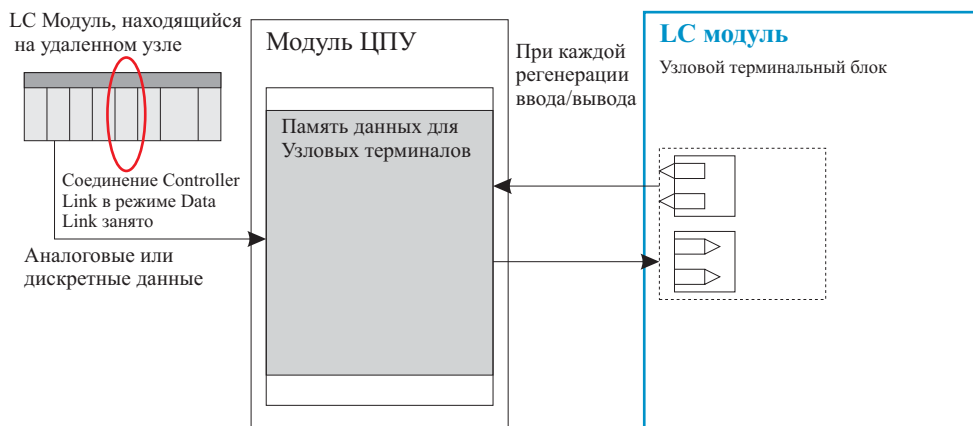 LC Модуль, находящийся
на удаленном узле
Соединение Controller
Link в режиме Data
Link занято
Аналоговые или
дискретные данные
Модуль ЦПУ
Память данных для
Узловых терминалов
При каждой
регенерации
ввода/вывода
LC модуль
Узловой терминальный блок